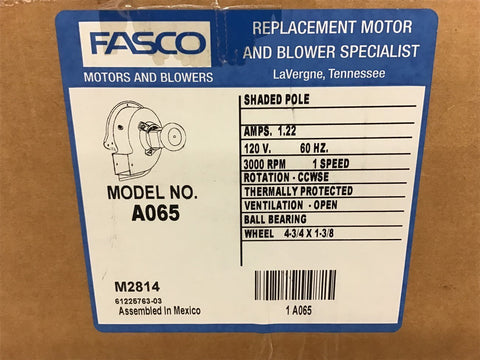 FASCO
MOTORS AND BLOWERS
REPLACEMENT MOTOR
AND BLOWER SPECIALIST
LaVergne, Tennessee
MODEL NO.
A065
SHADED POLE
AMPS. 1.22
120 V. 60 HZ.
3000 RPM 1 SPEED
ROTATION - CCWSE
THERMALLY PROTECTED
VENTILATION - OPEN
BALL BEARING
WHEEL 4-3/4 X 1-3/8
M2814
61225763-03
Assembled In Mexico
1 A065